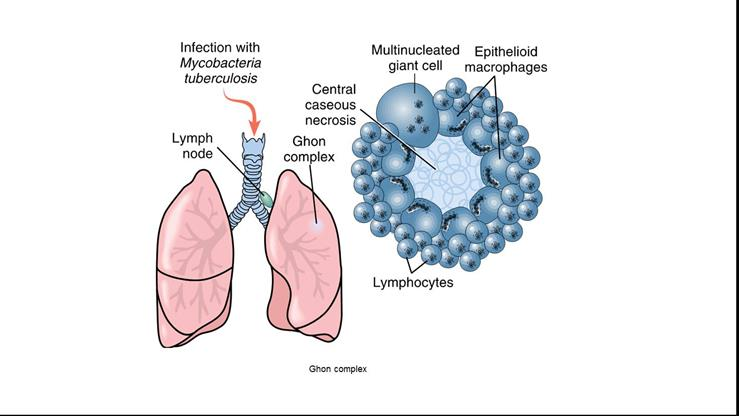 Infection with
Mycobacteria
tuberculosis
Multinucleated
giant cell
Epithelioid
macrophages
Central
caseous
necrosis
Lymph
node
Ghon
complex
Lymphocytes
Ghon complex